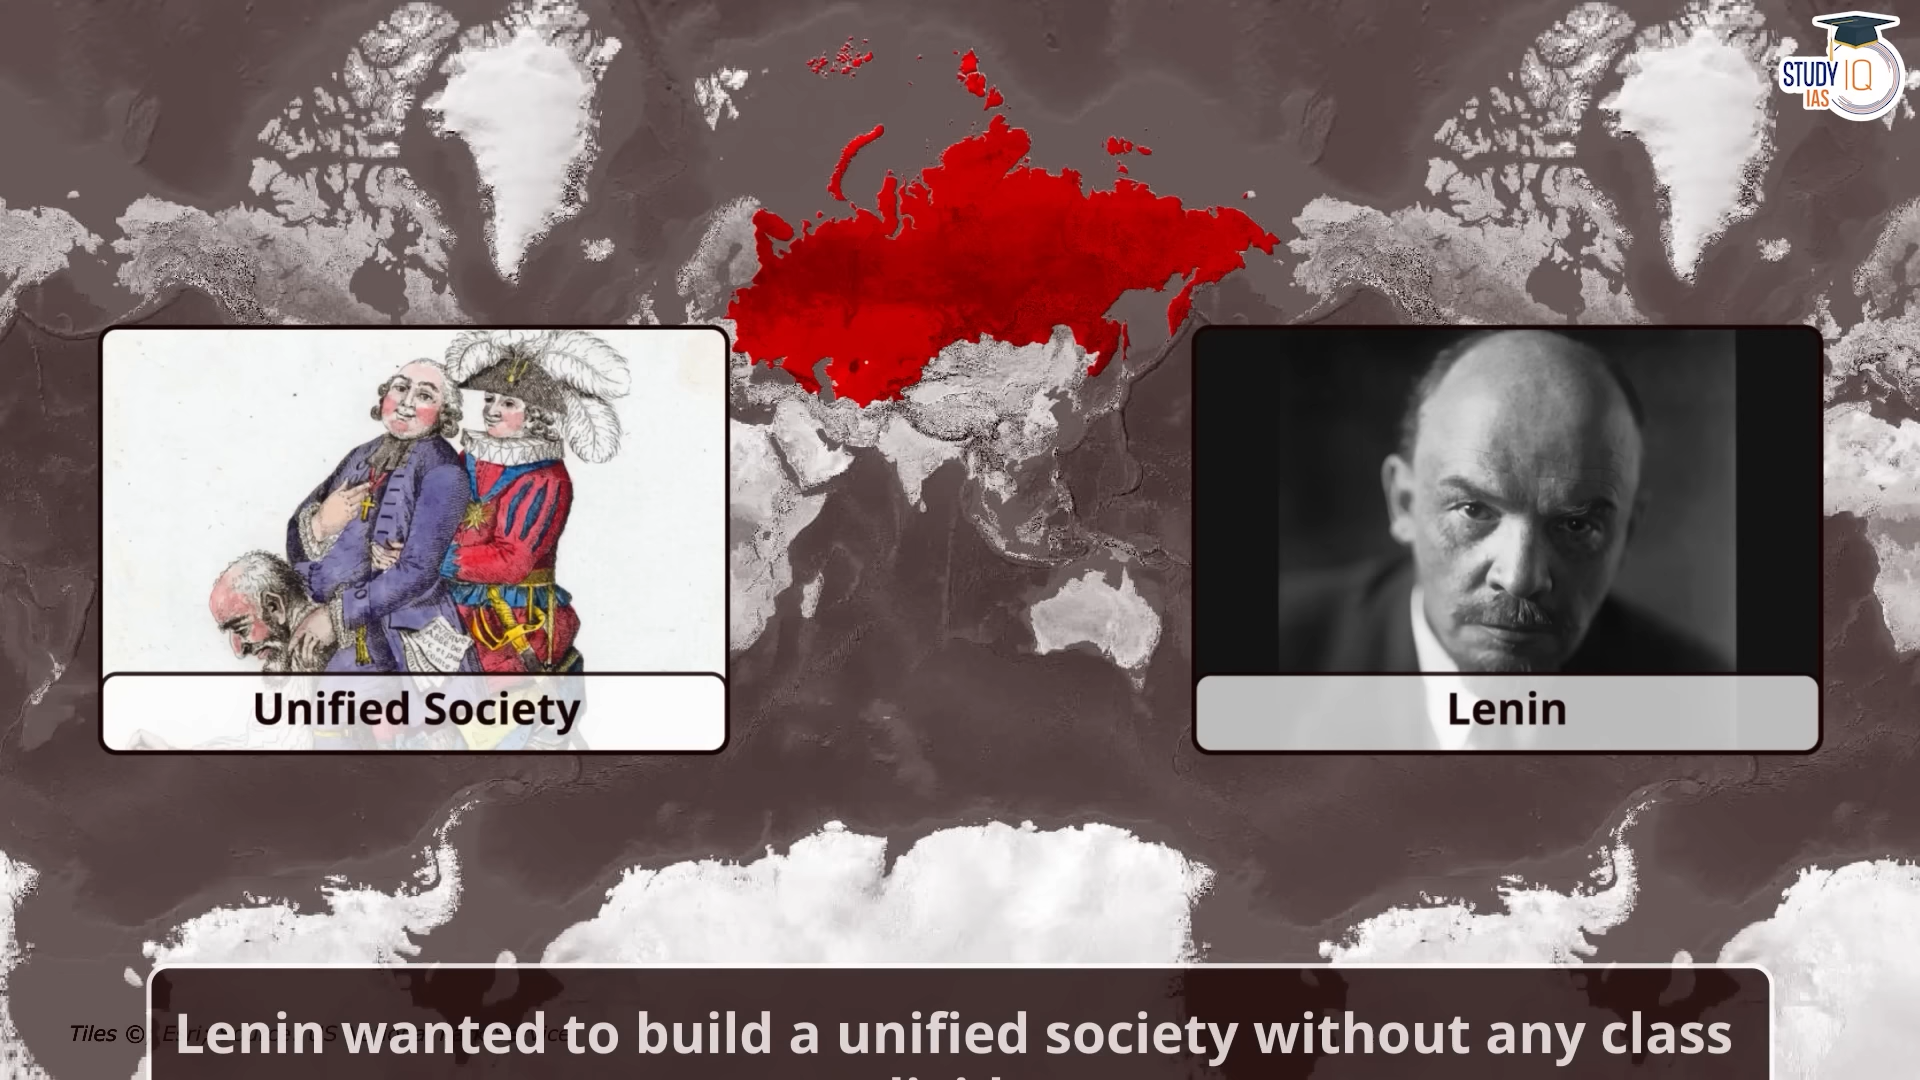 STUDY IQ
IAS
Unified Society
Lenin
Tiles ©
Lenin wanted to build a unified society without any class